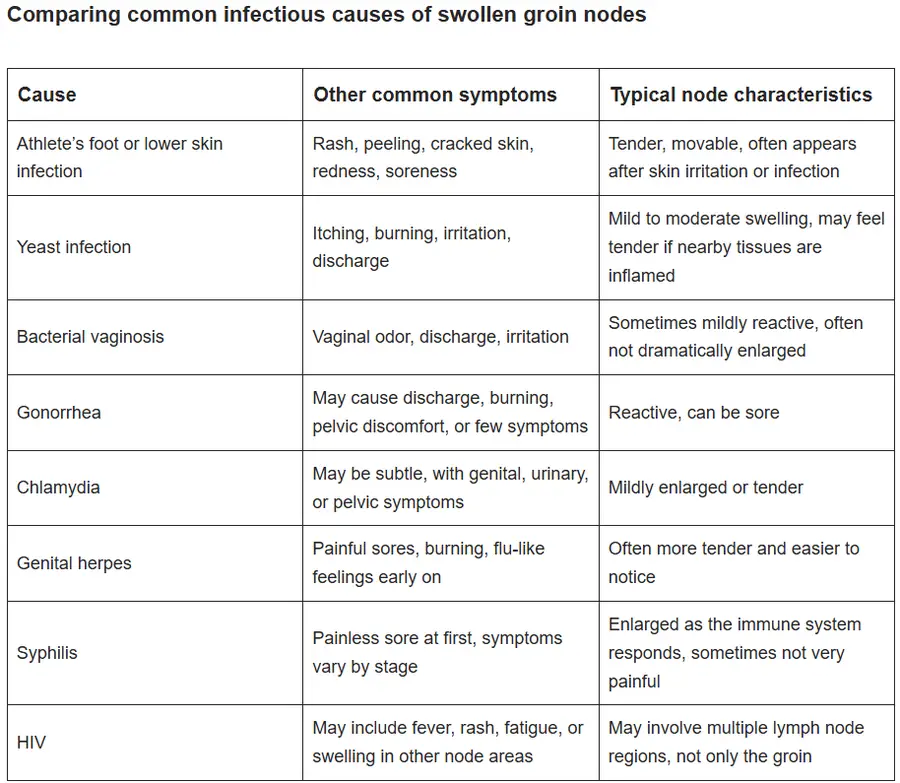 Comparing common infectious causes of swollen groin nodes
Cause
Other common symptoms
Typical node characteristics
Athlete’s foot or lower skin
infection
Rash, peeling, cracked skin,
redness, soreness
Tender, movable, often appears
after skin irritation or infection
Yeast infection
Itching, burning, irritation,
discharge
Mild to moderate swelling, may feel
tender if nearby tissues are
inflamed
Bacterial vaginosis
Vaginal odor, discharge, irritation
Sometimes mildly reactive, often
not dramatically enlarged
Gonorrhea
May cause discharge, burning,
pelvic discomfort, or few symptoms
Reactive, can be sore
Chlamydia
May be subtle, with genital, urinary,
or pelvic symptoms
Mildly enlarged or tender
Genital herpes
Painful sores, burning, flu-like
feelings early on
Often more tender and easier to
notice
Syphilis
Painless sore at first, symptoms
vary by stage
Enlarged as the immune system
responds, sometimes not very
painful
HIV
May include fever, rash, fatigue, or
swelling in other node areas
May involve multiple lymph node
regions, not only the groin